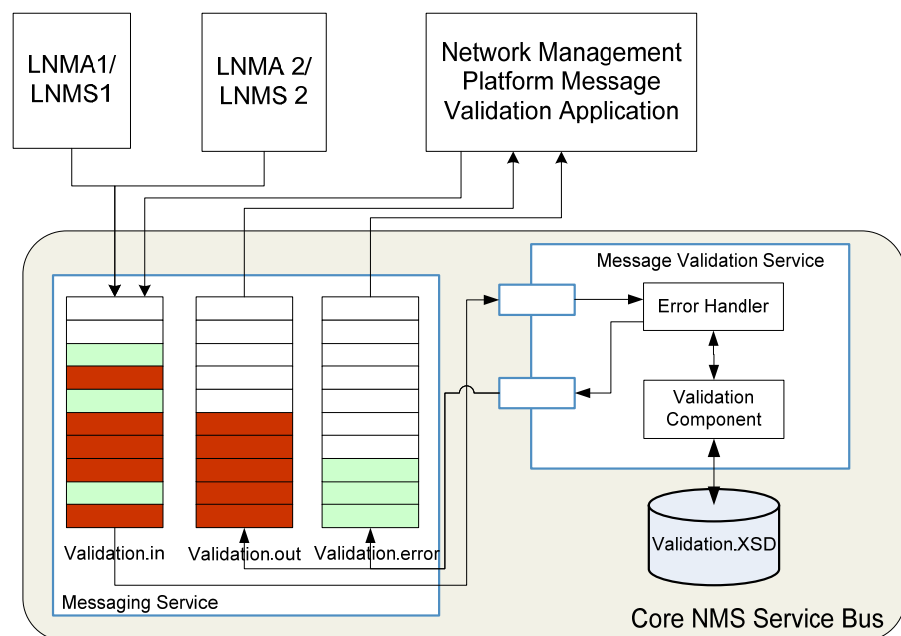 LNMA1/
LNMS1
LNMA 2/
LNMS 2
Network Management
Platform Message
Validation Application
Message Validation Service
Error Handler
Validation
Component
Validation.XSD
Validation.in
Validation.out
Validation.error
Messaging Service
Core NMS Service Bus